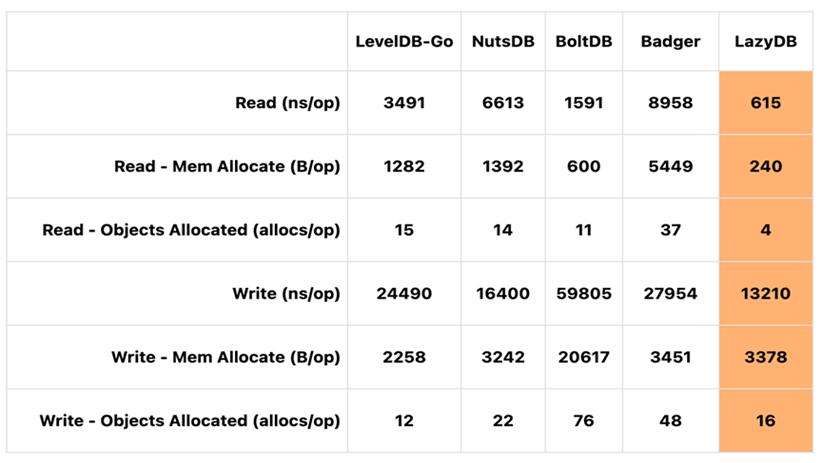 LevelDB-Go NutsDB BoltDB Badger LazyDB
Read (ns/op) 3491 6613 1591 8958 615
Read - Mem Allocate (B/op) 1282 1392 600 5449 240
Read - Objects Allocated (allocs/op) 15 14 11 37 4
Write (ns/op) 24490 16400 59805 27954 13210
Write - Mem Allocate (B/op) 2258 3242 20617 3451 3378
Write - Objects Allocated (allocs/op) 12 22 76 48 16